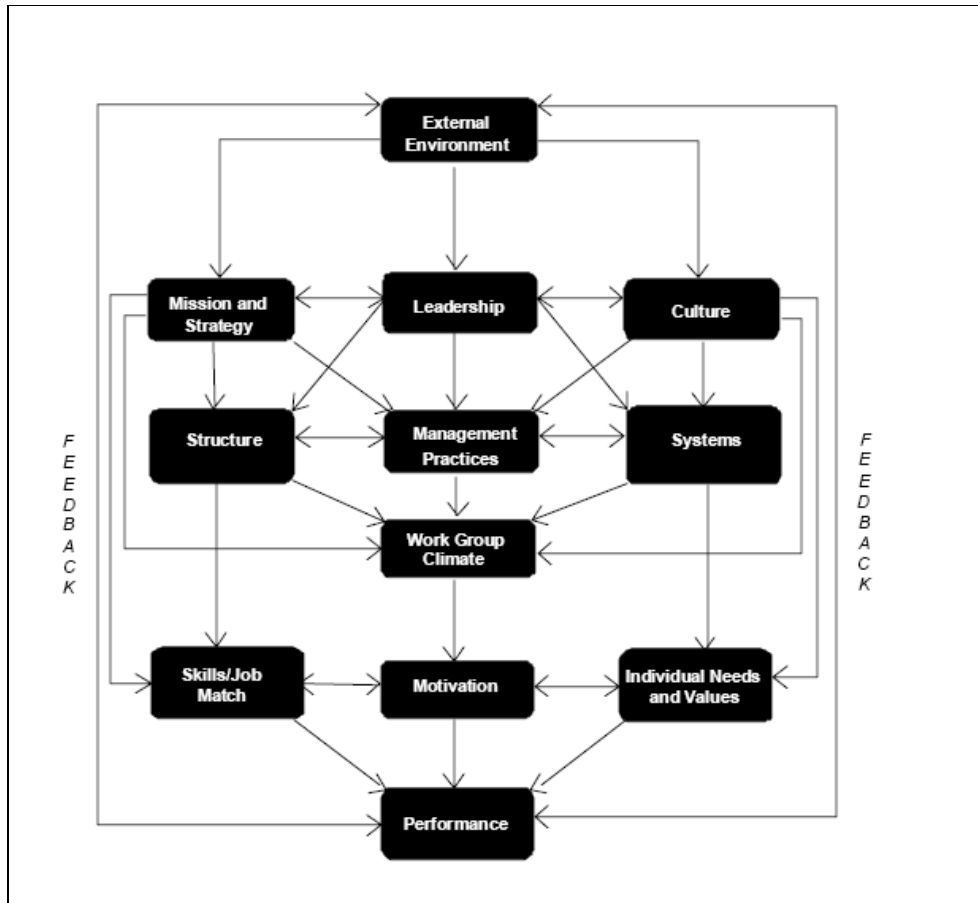 External
Environment
Mission and
Strategy
Leadership
Culture
Structure
Management
Practices
Systems
F
E
E
D
B
A
C
K
F
E
E
D
B
A
C
K
Work Group
Climate
Skills/Job
Match
Motivation
Individual Needs
and Values
Performance